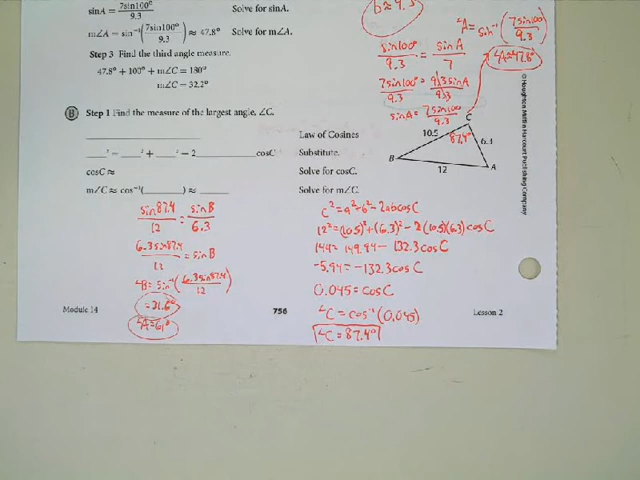 sinA = 7sin100° / 9.3 Solve for sinA.
m∠A = sin⁻¹(7sin100° / 9.3) ≈ 47.8° Solve for m∠A.
Step 3 Find the third angle measure.
47.8° + 100° + m∠C = 180°
m∠C = 32.2°
b ≈ 9.3
sin100° / 9.3 = sinA / 7
7sin100° / 9.3 = 9.3sinA / 9.3
sinA = 7sin100 / 9.3
∠A = sin⁻¹(7sin100 / 9.3)
∠A = 47.8°
B Step 1 Find the measure of the largest angle, ∠C.
Law of Cosines
___² = ___² + ___² − 2______cosC Substitute.
cosC ≈ Solve for cosC.
m∠C ≈ cos⁻¹(______) ≈ ______ Solve for m∠C.
C
10.5
87.4°
6.3
B
12
A
© Houghton Mifflin Harcourt Publishing Company
sin87.4 / 12 = sinB / 6.3
6.3sin87.4 / 12 = sinB
∠B = sin⁻¹(6.3sin87.4 / 12)
= 31.6°
∠A = 61°
c² = a² + b² − 2abcosC
12² = (10.5)² + (6.3)² − 2(10.5)(6.3)cosC
144 = 149.94 − 132.3cosC
−5.94 = −132.3cosC
0.045 = cosC
∠C = cos⁻¹(0.045)
∠C = 87.4°
Module 14 756 Lesson 2